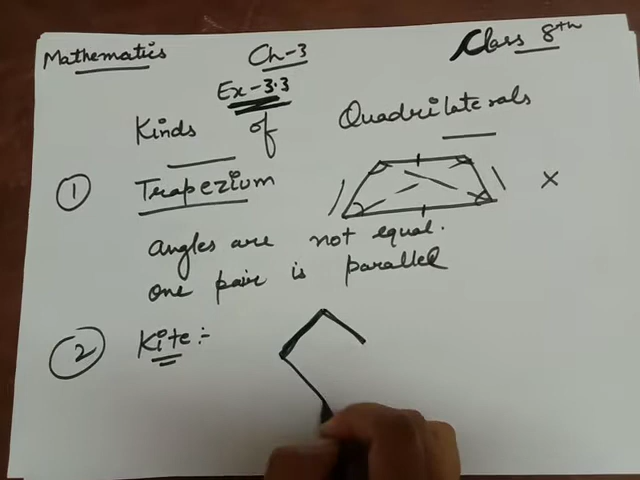 Mathematics Ch-3 Class 8th
Ex-3.3
Kinds of Quadrilaterals
1 Trapezium
Angles are not equal.
one pair is parallel
2 Kite:-